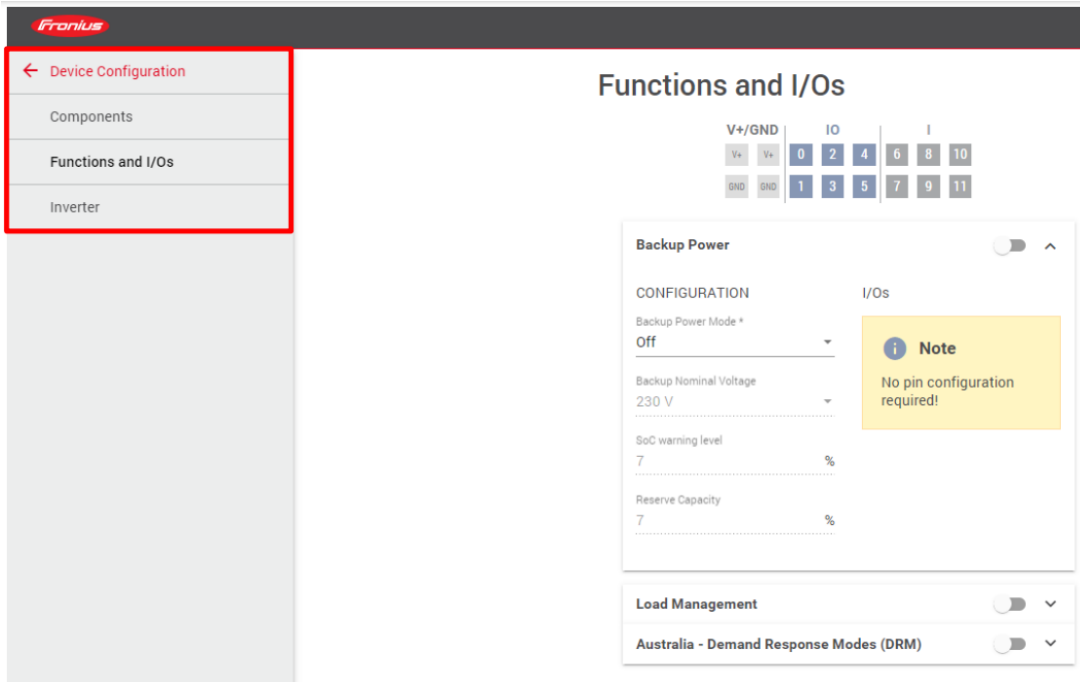 Fronius
Device Configuration
Components
Functions and I/Os
Inverter
Functions and I/Os
V+/GND IO I
V+ V+ 0 2 4 6 8 10
GND GND 1 3 5 7 9 11
Backup Power
CONFIGURATION
I/Os
Backup Power Mode *
Off
Note
No pin configuration
required!
Backup Nominal Voltage
230 V
SoC warning level
7 %
Reserve Capacity
7 %
Load Management
Australia - Demand Response Modes (DRM)